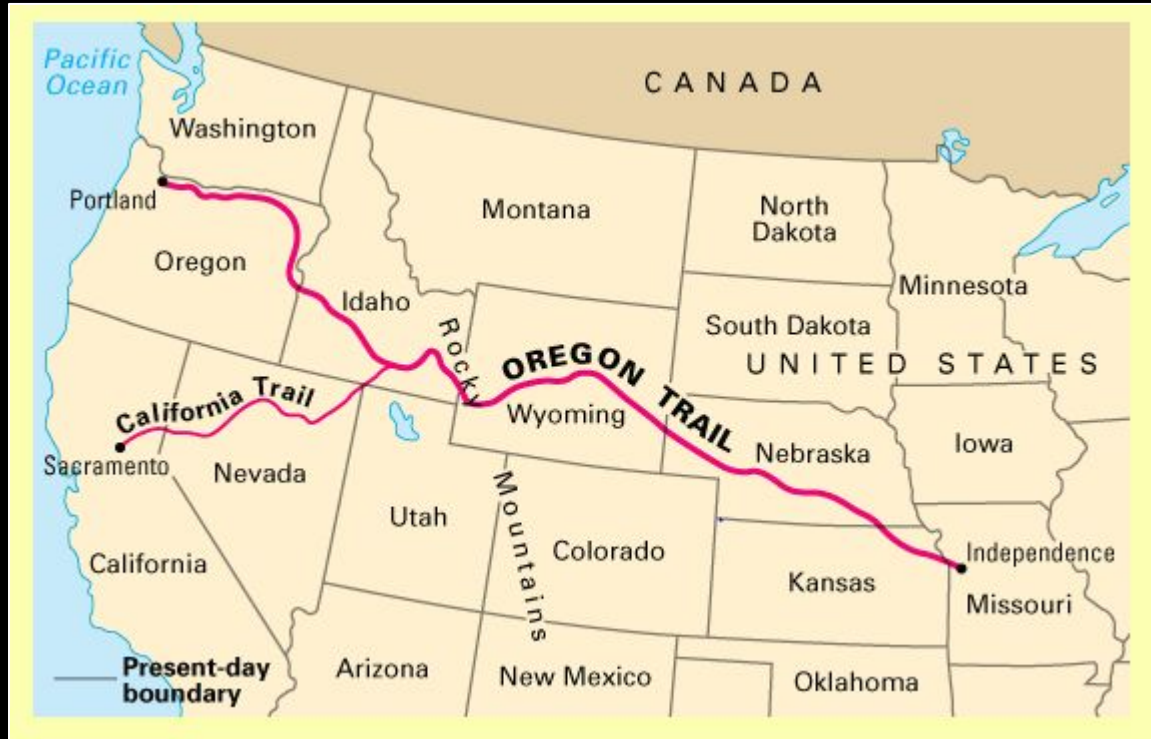 Pacific
Ocean
CANADA
Washington
Portland
Montana
North
Dakota
Oregon
Minnesota
Idaho
Rocky
South Dakota
UNITED STATES
OREGON TRAIL
California Trail
Wyoming
Iowa
Nebraska
Sacramento
Nevada
Utah
Mountains
Colorado
Independence
California
Kansas
Missouri
Present-day
boundary
Arizona
New Mexico
Oklahoma